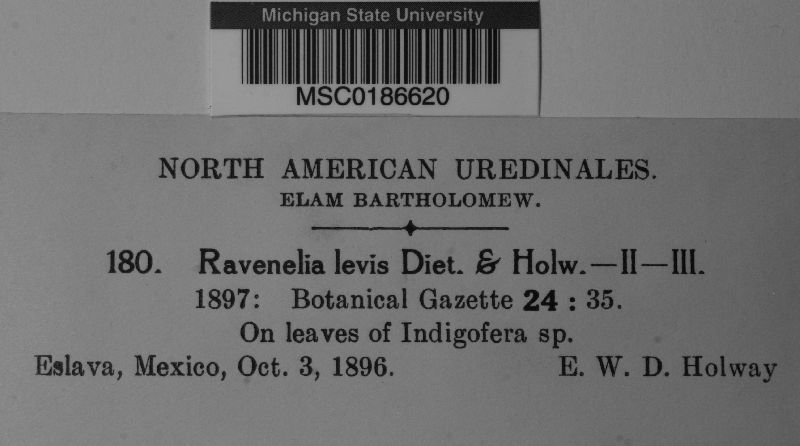 Michigan State University
MSC0186620
NORTH AMERICAN UREDINALES.
ELAM BARTHOLOMEW.
180. Ravenelia levis Diet. & Holw.—II—III.
1897: Botanical Gazette 24 : 35.
On leaves of Indigofera sp.
Eslava, Mexico, Oct. 3, 1896. E. W. D. Holway